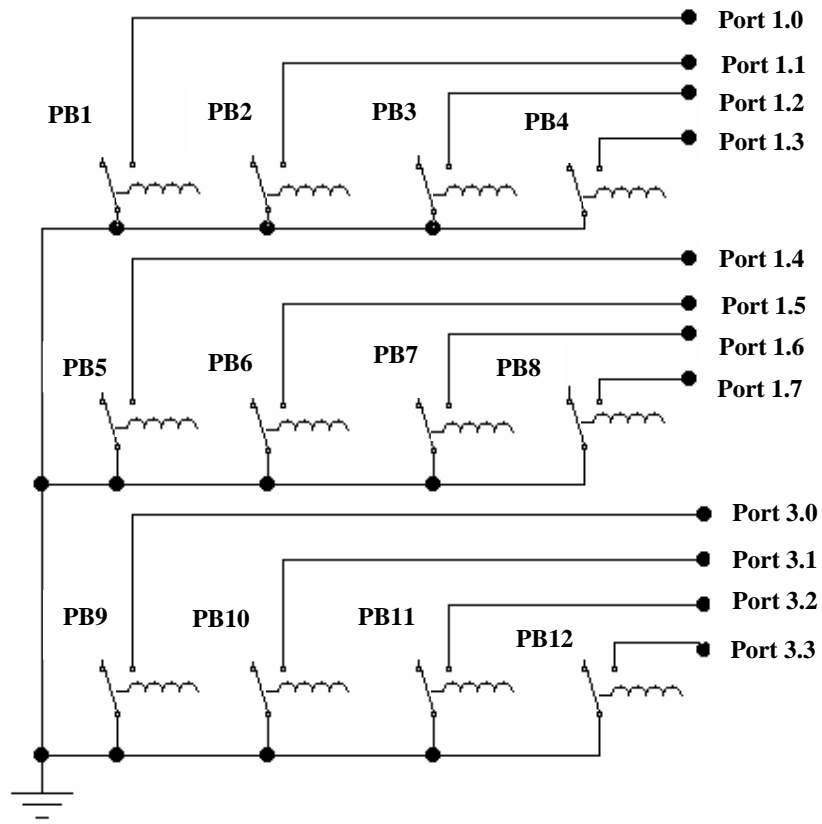 Port 1.0
Port 1.1
Port 1.2
PB1
PB2
PB3
PB4
Port 1.3
Port 1.4
Port 1.5
Port 1.6
PB5
PB6
PB7
PB8
Port 1.7
Port 3.0
Port 3.1
Port 3.2
PB9
PB10
PB11
PB12
Port 3.3